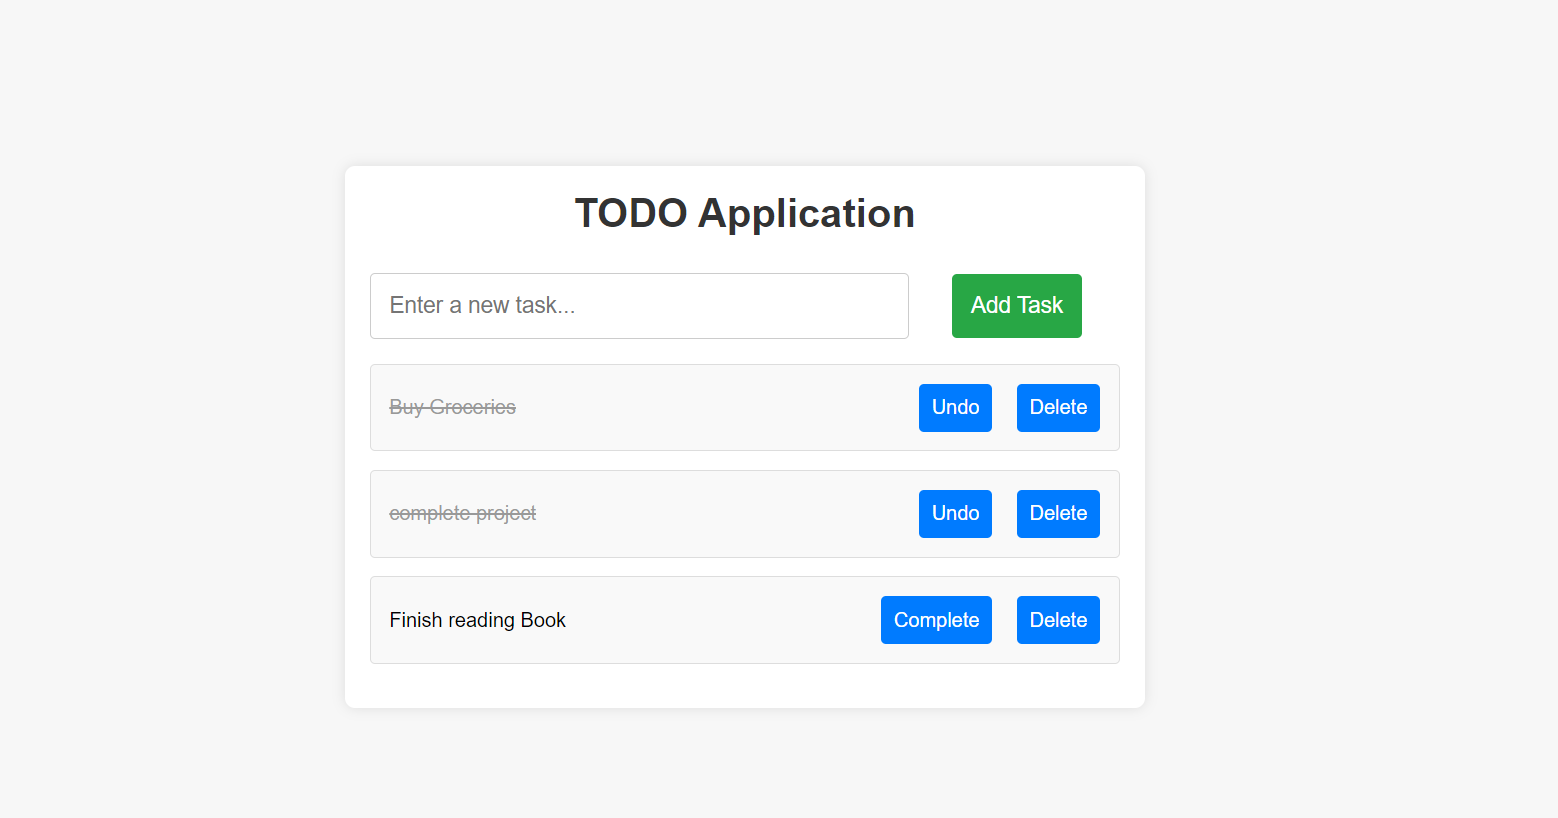 TODO Application
Enter a new task... Add Task
Buy Groceries Undo Delete
complete project Undo Delete
Finish reading Book Complete Delete